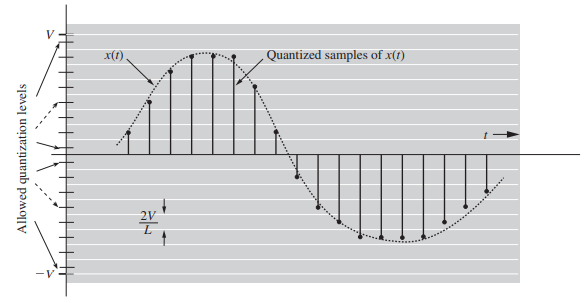 V
x(t)
Quantized samples of x(t)
Allowed quantization levels
t
2V
L
−V